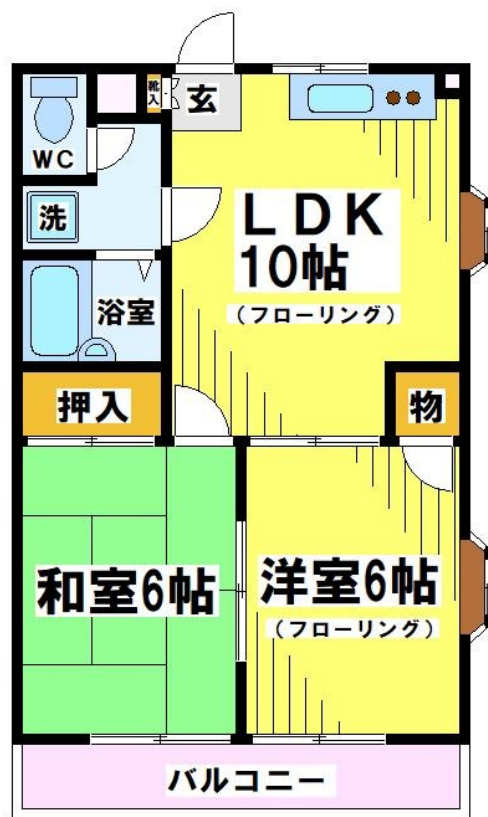 靴入
玄
WC
洗
LDK
10帖
(フローリング)
浴室
押入
物
和室6帖
洋室6帖
(フローリング)
バルコニー